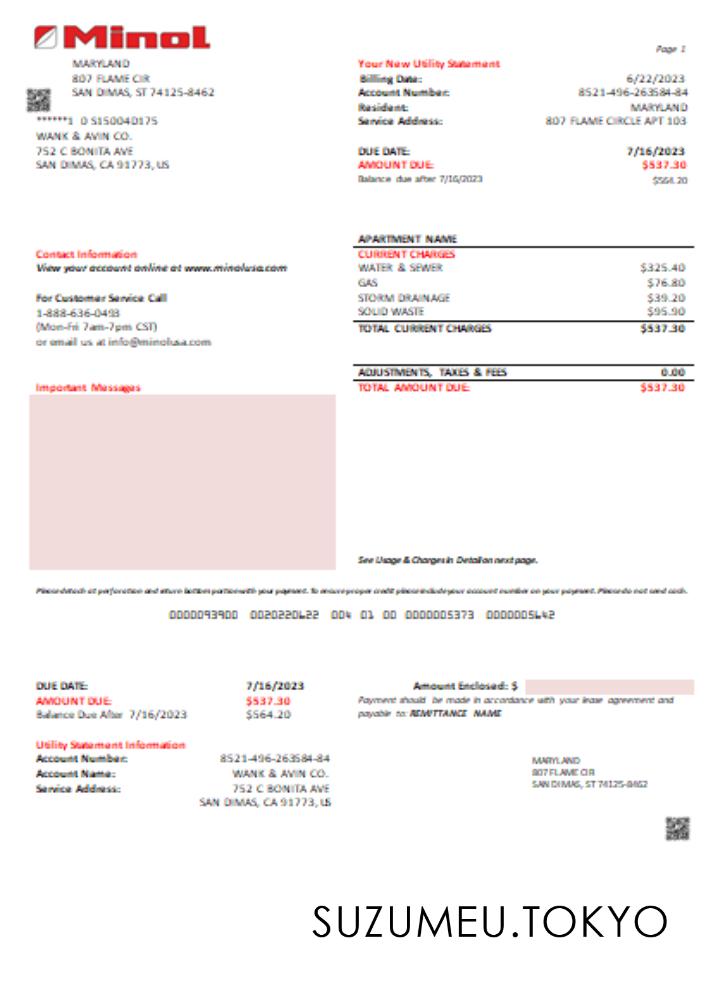 Minol
Page 1
MARYLAND
807 FLAME CIR
SAN DIMAS, ST 74125-8462
******1 0 S15004D175
WANK & AVIN CO.
752 C BONITA AVE
SAN DIMAS, CA 91773, US
Your New Utility Statement
Billing Date: 6/22/2023
Account Number: 8521-496-263584-84
Resident: MARYLAND
Service Address: 807 FLAME CIRCLE APT 103
DUE DATE: 7/16/2023
AMOUNT DUE: $537.30
Balance due after 7/16/2023 $564.20
Contact Information
View your account online at www.minolusa.com
For Customer Service Call
1-888-636-0493
(Mon-Fri 7am-7pm CST)
or email us at info@minolusa.com
APARTMENT NAME
CURRENT CHARGES
WATER & SEWER $325.40
GAS $76.80
STORM DRAINAGE $39.20
SOLID WASTE $95.90
TOTAL CURRENT CHARGES $537.30
ADJUSTMENTS, TAXES & FEES 0.00
TOTAL AMOUNT DUE: $537.30
Important Messages
See Usage & Charges in Detail on next page.
Please detach at perforation and return bottom portion with your payment. To ensure proper credit please include your account number on your payment. Please do not send cash.
0000093900 0020220622 004 01 00 0000005373 0000005642
DUE DATE: 7/16/2023
AMOUNT DUE: $537.30
Balance Due After 7/16/2023 $564.20
Amount Enclosed: $
Payment should be made in accordance with your lease agreement and
payable to: REMITTANCE NAME
Utility Statement Information
Account Number: 8521-496-263584-84
Account Name: WANK & AVIN CO.
Service Address: 752 C BONITA AVE
SAN DIMAS, CA 91773, US
MARYLAND
807 FLAME CIR
SAN DIMAS, ST 74125-8462
SUZUMEU.TOKYO